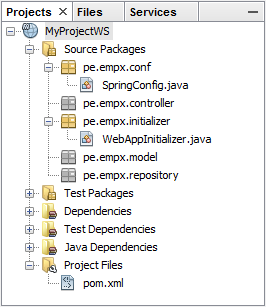 Projects × Files Services
MyProjectWS
Source Packages
pe.empx.conf
SpringConfig.java
pe.empx.controller
pe.empx.initializer
WebAppInitializer.java
pe.empx.model
pe.empx.repository
Test Packages
Dependencies
Test Dependencies
Java Dependencies
Project Files
pom.xml